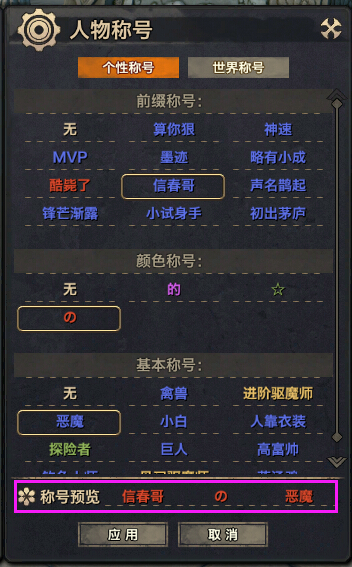 人物称号
个性称号 世界称号
前缀称号:
无 算你狠 神速
MVP 墨迹 略有小成
酷毙了 信春哥 声名鹊起
锋芒渐露 小试身手 初出茅庐
颜色称号:
无 的 ☆
の
基本称号:
无 禽兽 进阶驱魔师
恶魔 小白 人靠衣装
探险者 巨人 高富帅
称号预览 信春哥 の 恶魔
应用 取消